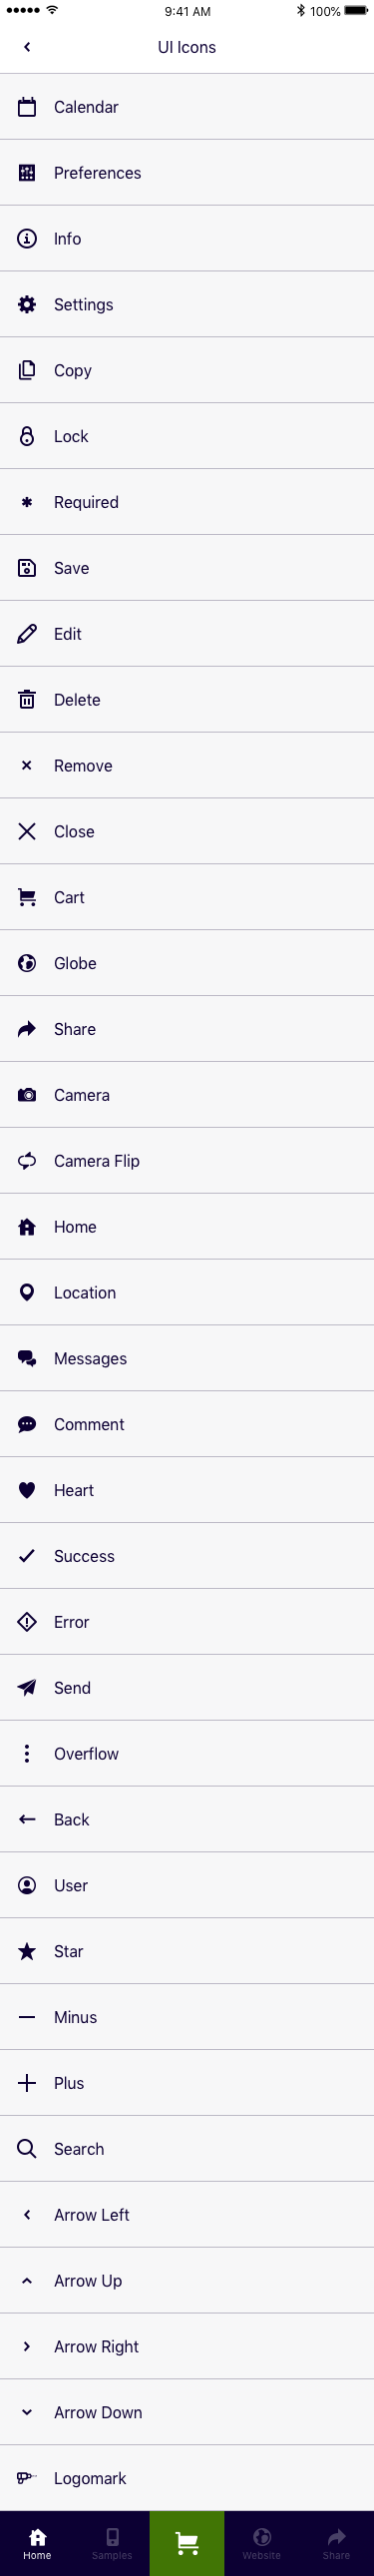 9:41 AM 100%
UI Icons
Calendar
Preferences
Info
Settings
Copy
Lock
Required
Save
Edit
Delete
Remove
Close
Cart
Globe
Share
Camera
Camera Flip
Home
Location
Messages
Comment
Heart
Success
Error
Send
Overflow
Back
User
Star
Minus
Plus
Search
Arrow Left
Arrow Up
Arrow Right
Arrow Down
Logomark
Home Samples Website Share